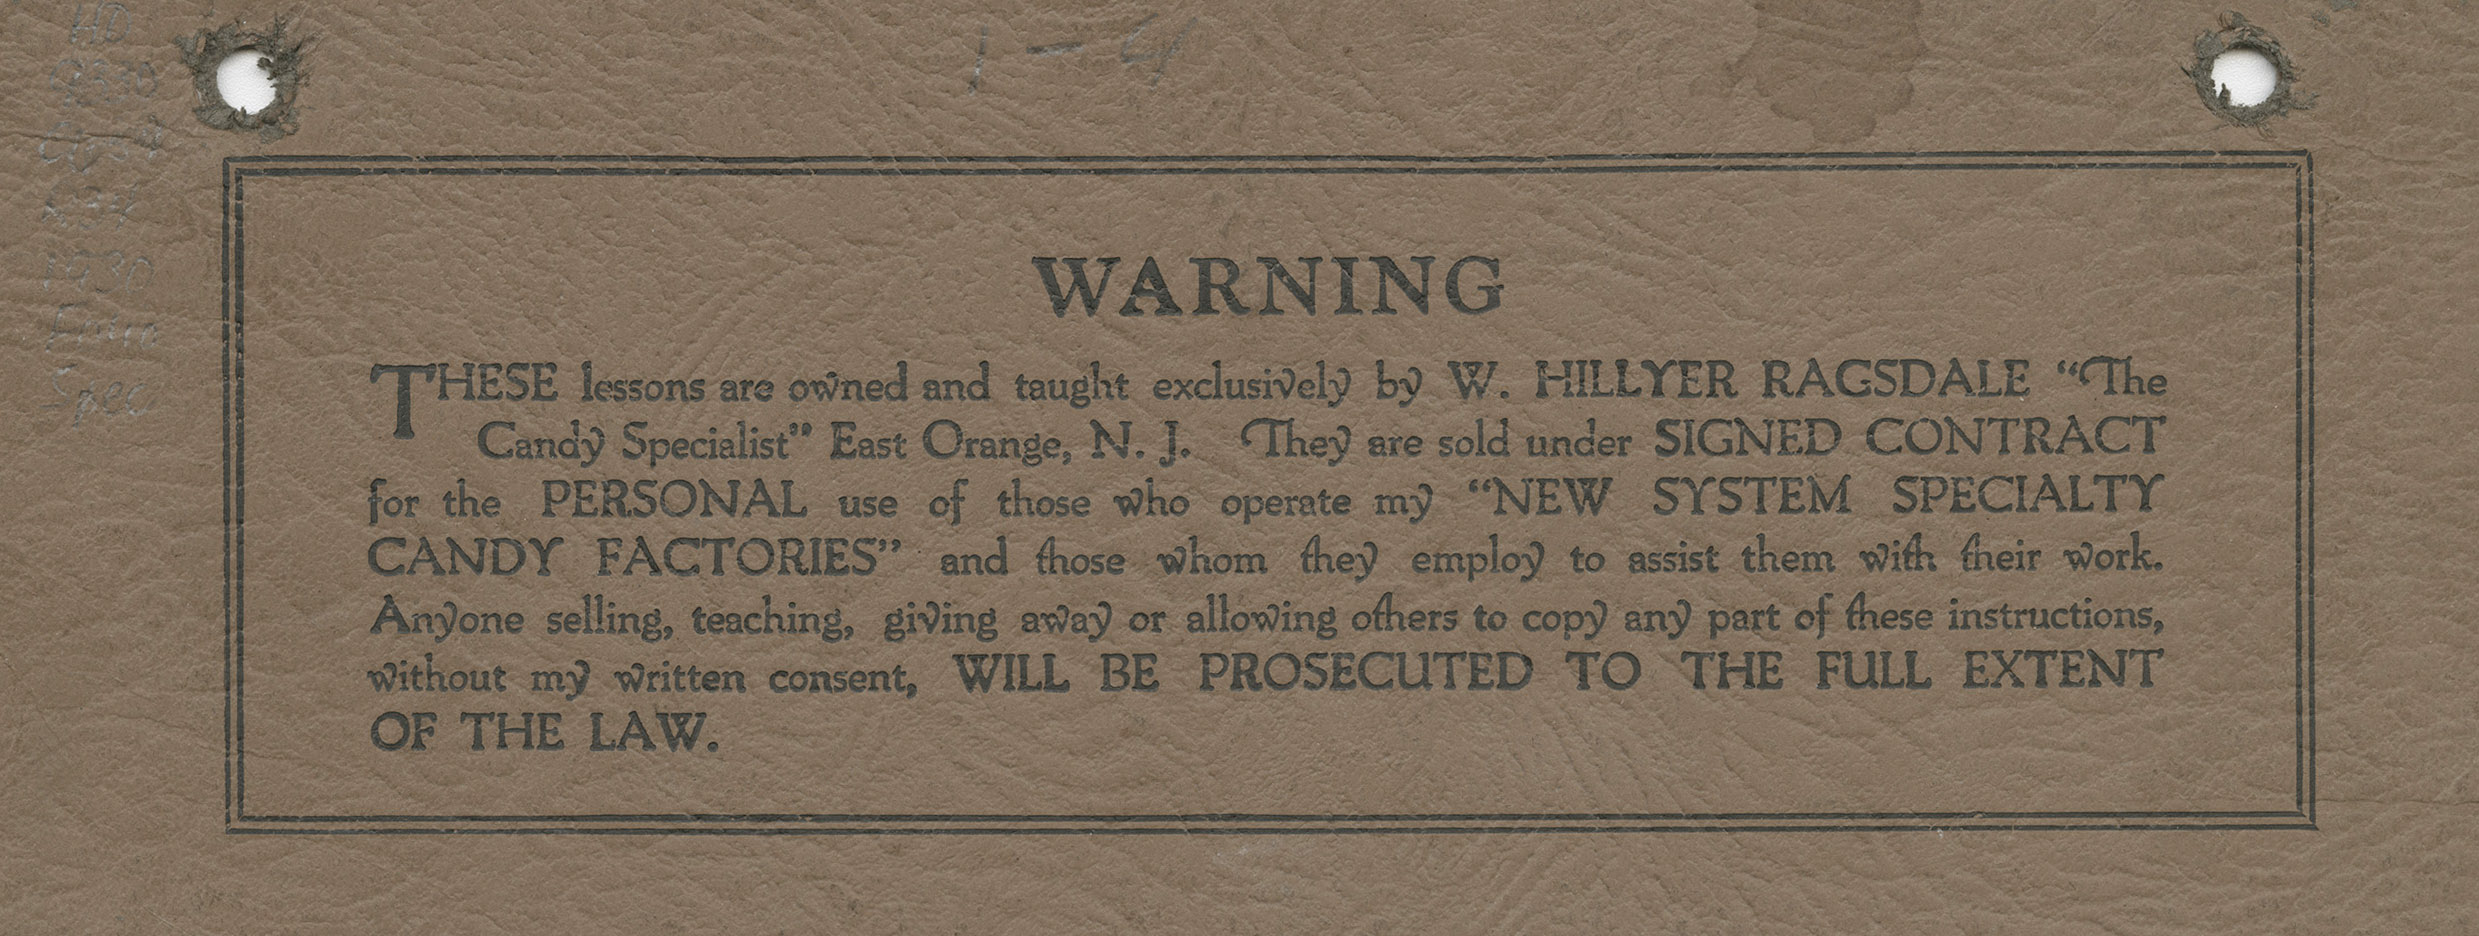 HD
9330
1930
Spec
1 - 4
WARNING
THESE lessons are owned and taught exclusively by W. HILLYER RAGSDALE “The
Candy Specialist” East Orange, N. J. They are sold under SIGNED CONTRACT
for the PERSONAL use of those who operate my “NEW SYSTEM SPECIALTY
CANDY FACTORIES” and those whom they employ to assist them with their work.
Anyone selling, teaching, giving away or allowing others to copy any part of these instructions,
without my written consent, WILL BE PROSECUTED TO THE FULL EXTENT
OF THE LAW.